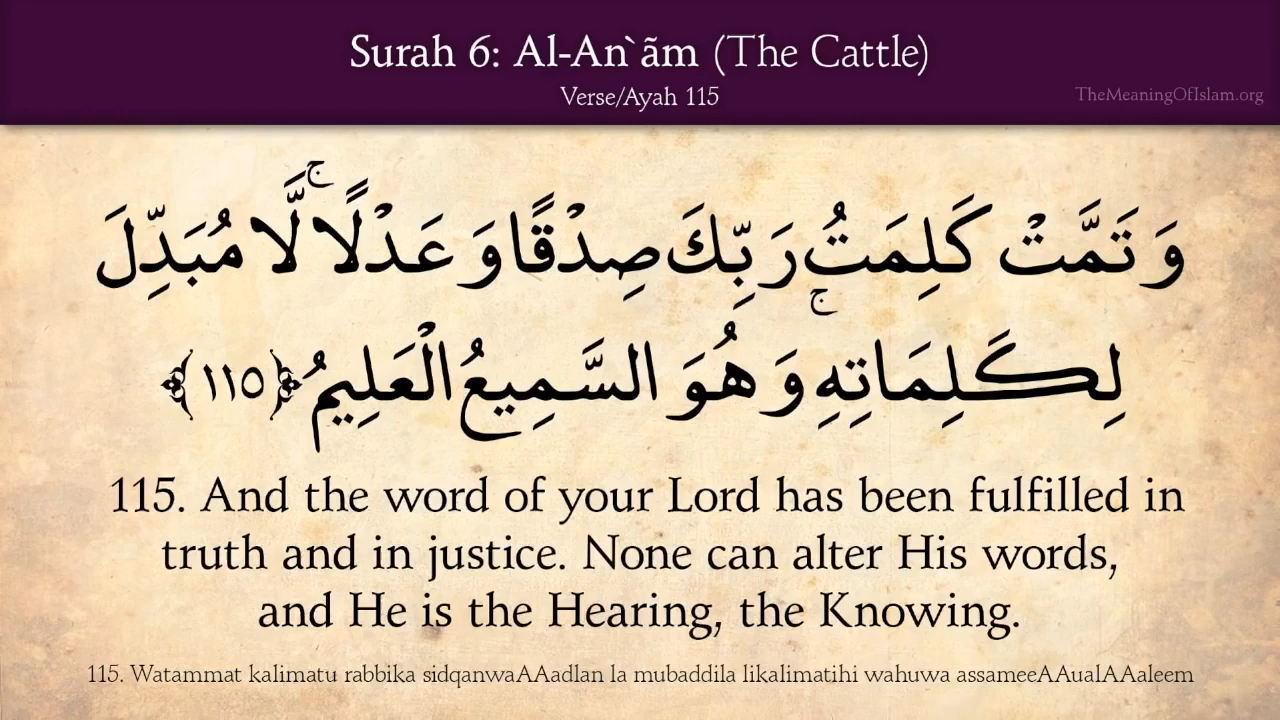 Surah 6: Al-An`ãm (The Cattle)
Verse/Ayah 115
TheMeaningOfIslam.org
وَ تَمَّتْ كَلِمَتُ رَبِّكَ صِدْقًا وَ عَدْلًا ۚ لَّا مُبَدِّلَ
لِكَلِمَاتِهِ ۚ وَ هُوَ السَّمِيعُ الْعَلِيمُ ﴿١١٥﴾
115. And the word of your Lord has been fulfilled in
truth and in justice. None can alter His words,
and He is the Hearing, the Knowing.
115. Watammat kalimatu rabbika sidqanwaAAadlan la mubaddila likalimatihi wahuwa assameeAAualAAaleem